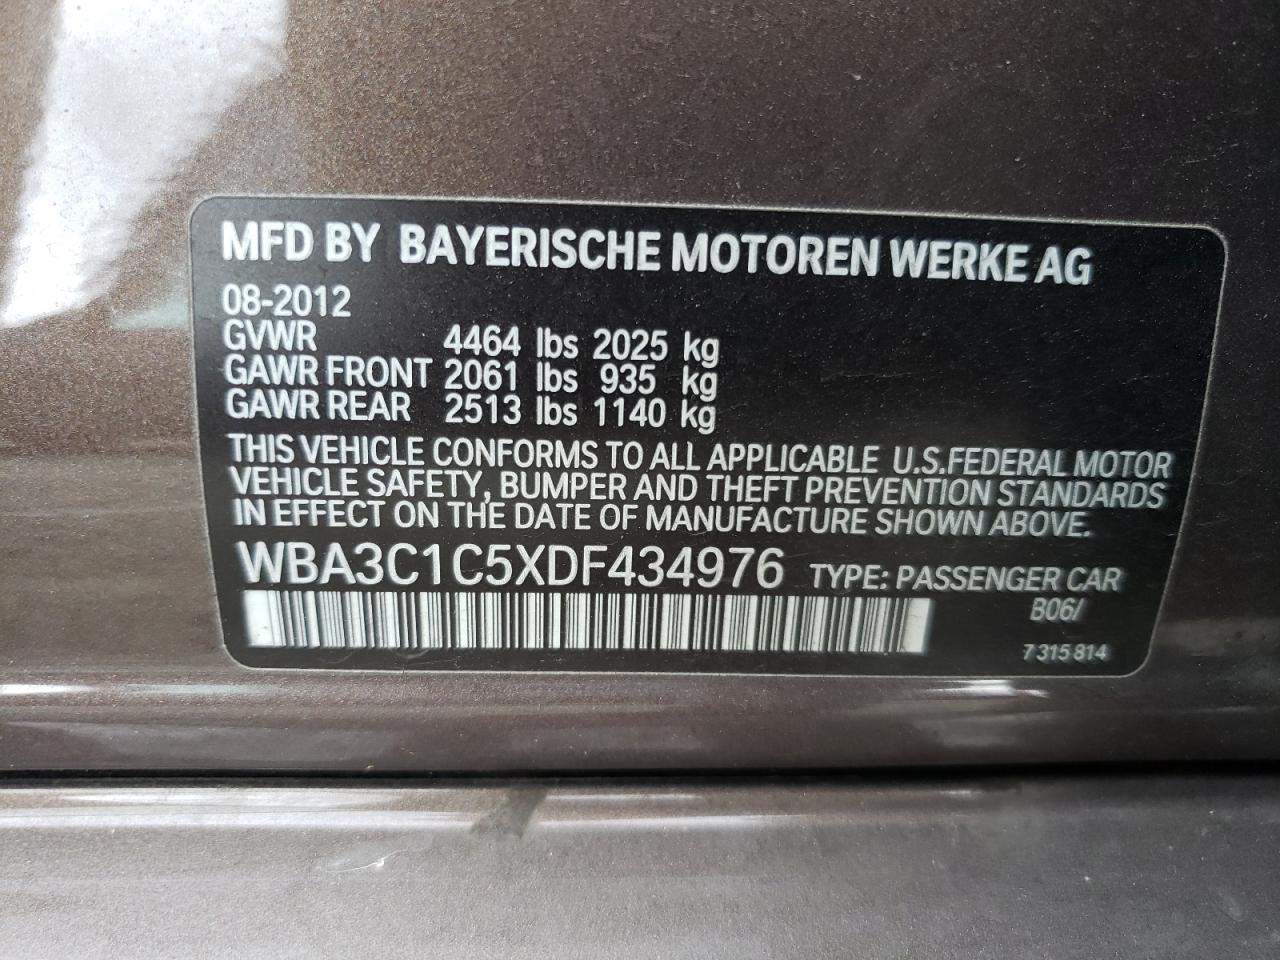 MFD BY BAYERISCHE MOTOREN WERKE AG
08-2012
GVWR 4464 lbs 2025 kg
GAWR FRONT 2061 lbs 935 kg
GAWR REAR 2513 lbs 1140 kg
THIS VEHICLE CONFORMS TO ALL APPLICABLE U.S.FEDERAL MOTOR
VEHICLE SAFETY, BUMPER AND THEFT PREVENTION STANDARDS
IN EFFECT ON THE DATE OF MANUFACTURE SHOWN ABOVE.
WBA3C1C5XDF434976 TYPE: PASSENGER CAR
B06/
7 315 814